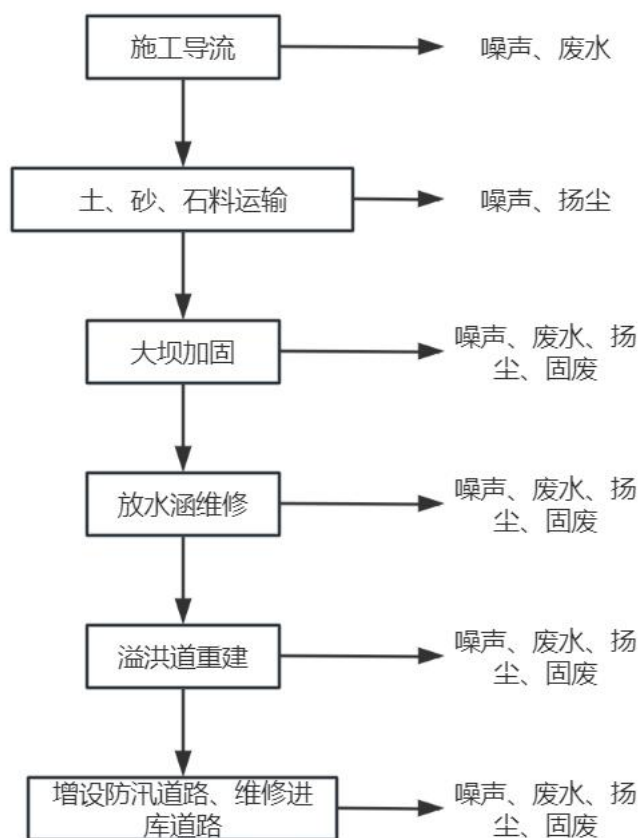 施工导流
噪声、废水
土、砂、石料运输
噪声、扬尘
大坝加固
噪声、废水、扬
尘、固废
放水涵维修
噪声、废水、扬
尘、固废
溢洪道重建
噪声、废水、扬
尘、固废
增设防汛道路、维修进
库道路
噪声、废水、扬
尘、固废